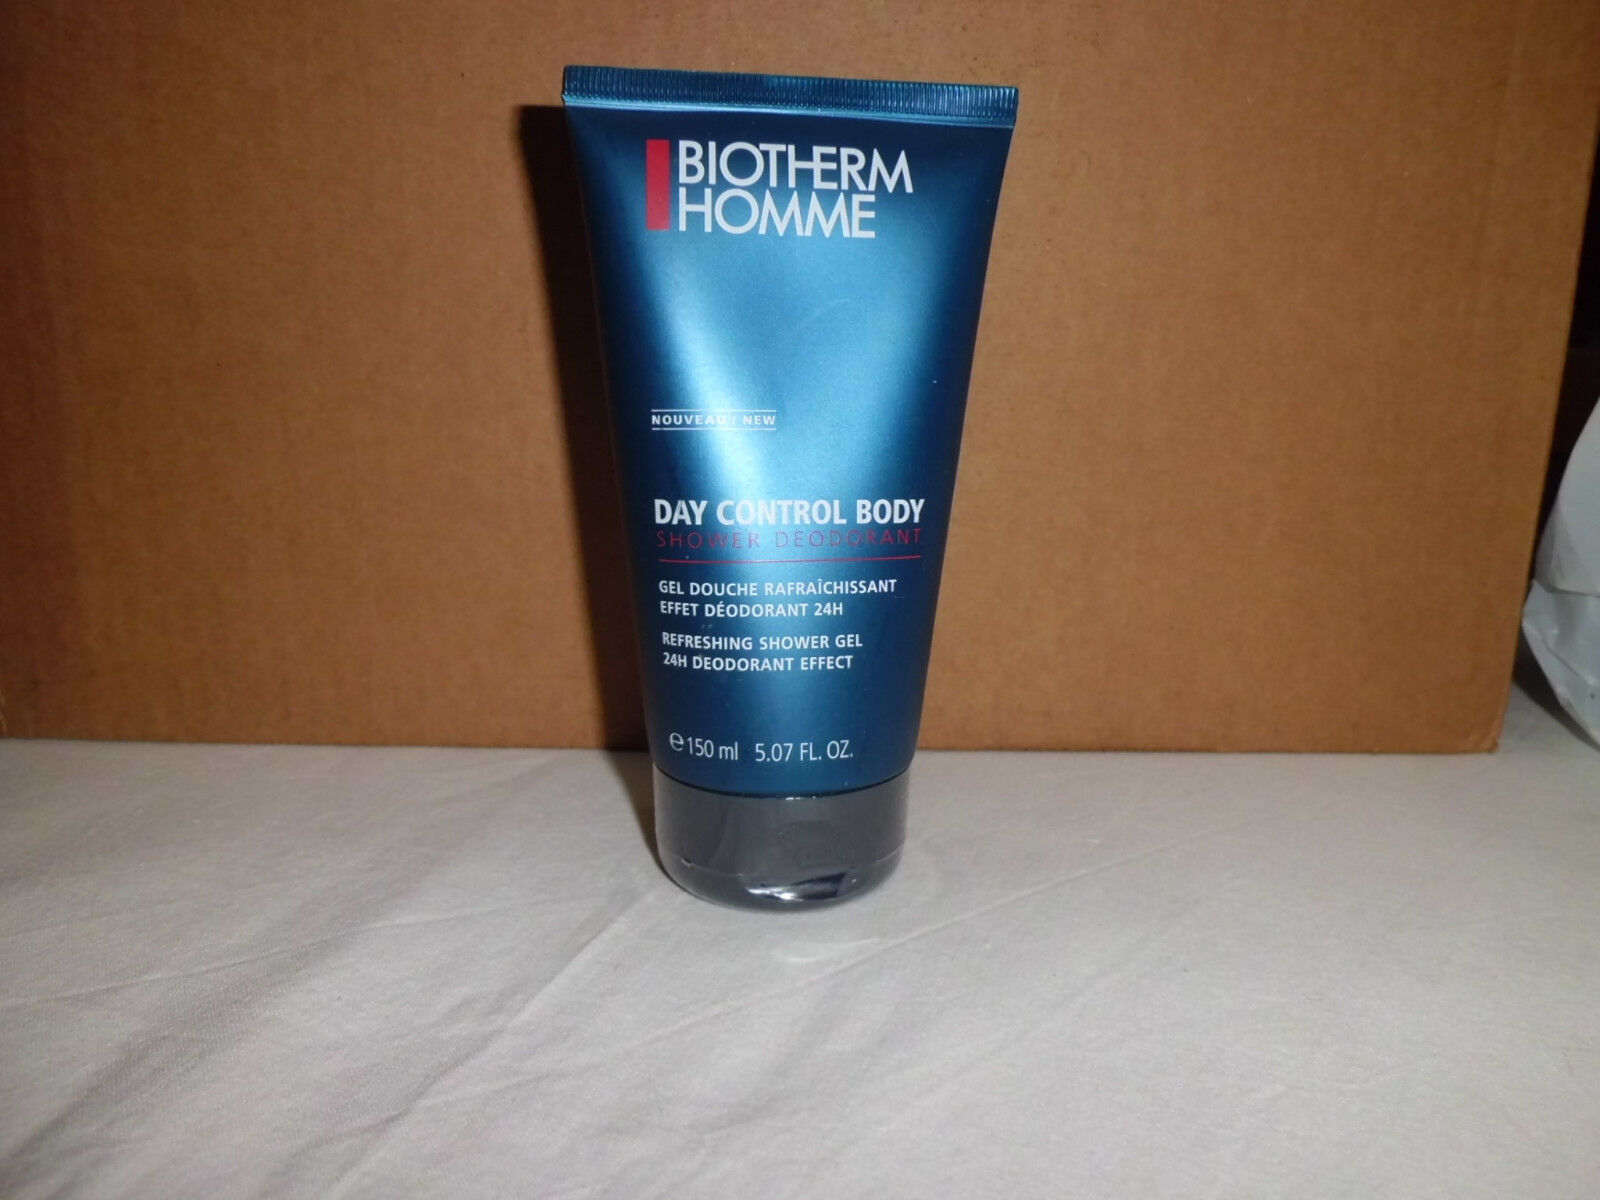 BIOTHERM
HOMME
NOUVEAU / NEW
DAY CONTROL BODY
SHOWER DEODORANT
GEL DOUCHE RAFRAÎCHISSANT
EFFET DÉODORANT 24H
REFRESHING SHOWER GEL
24H DEODORANT EFFECT
℮150 ml 5.07 FL. OZ.